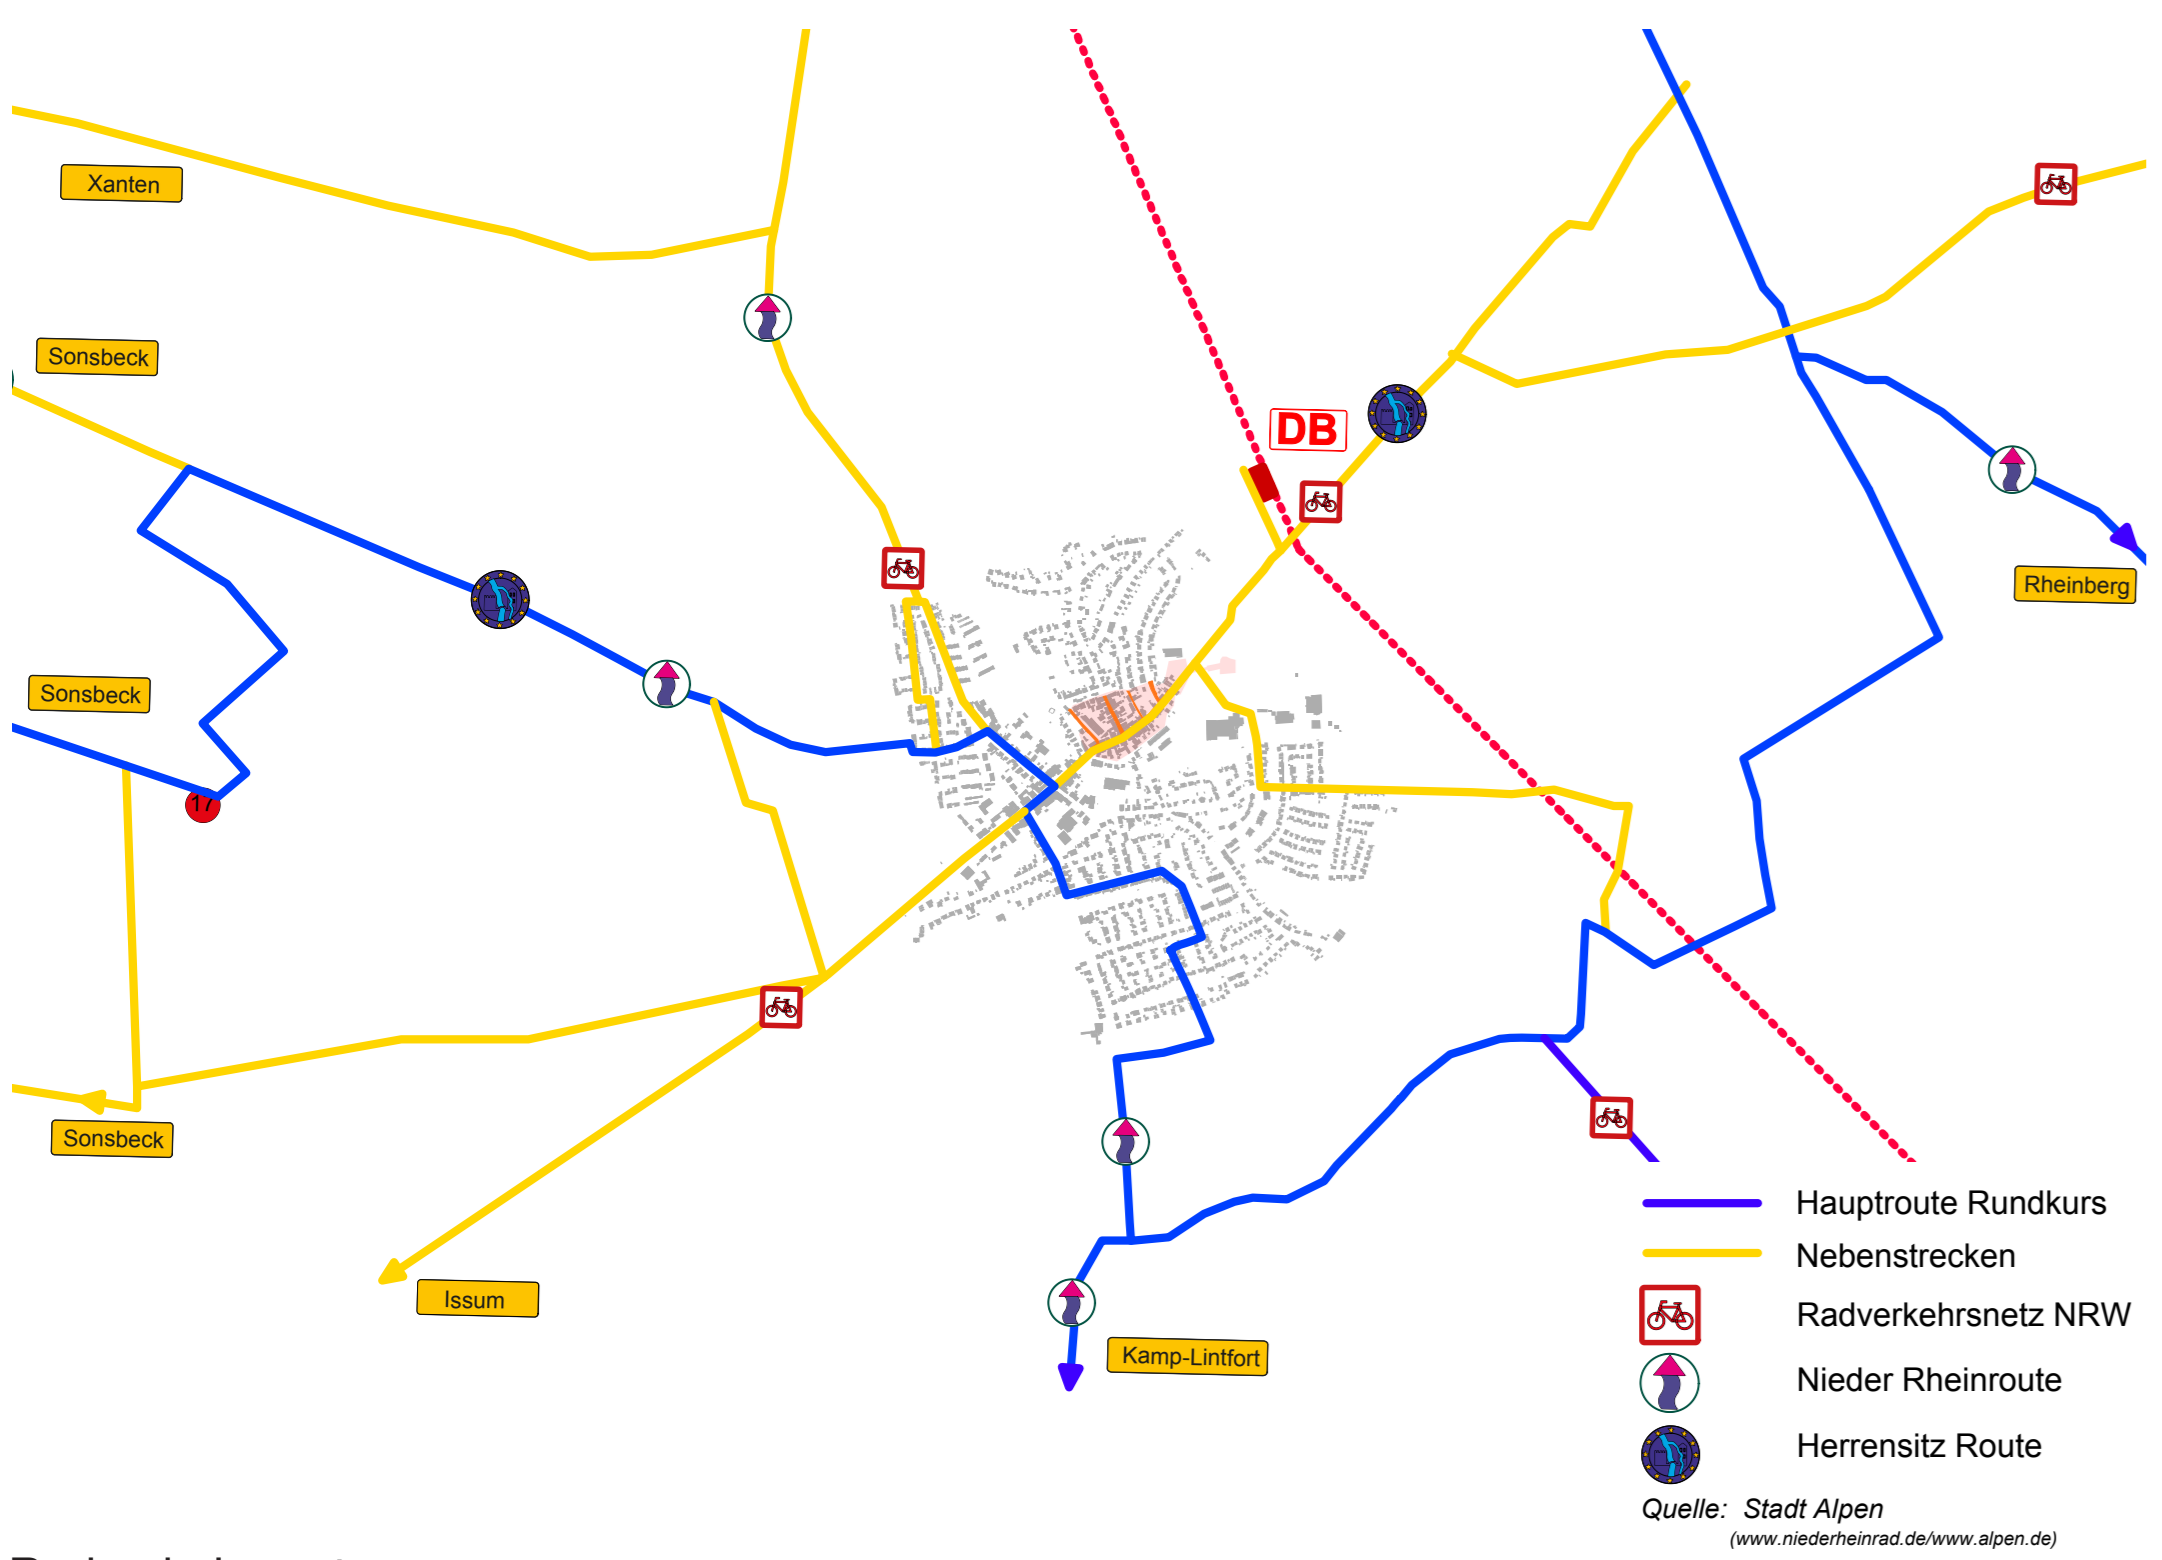 Xanten
Sonsbeck
DB
Rheinberg
Sonsbeck
17
Sonsbeck
Issum
Kamp-Lintfort
Hauptroute Rundkurs
Nebenstrecken
Radverkehrsnetz NRW
Nieder Rheinroute
Herrensitz Route
Quelle: Stadt Alpen
(www.niederheinrad.de/www.alpen.de)